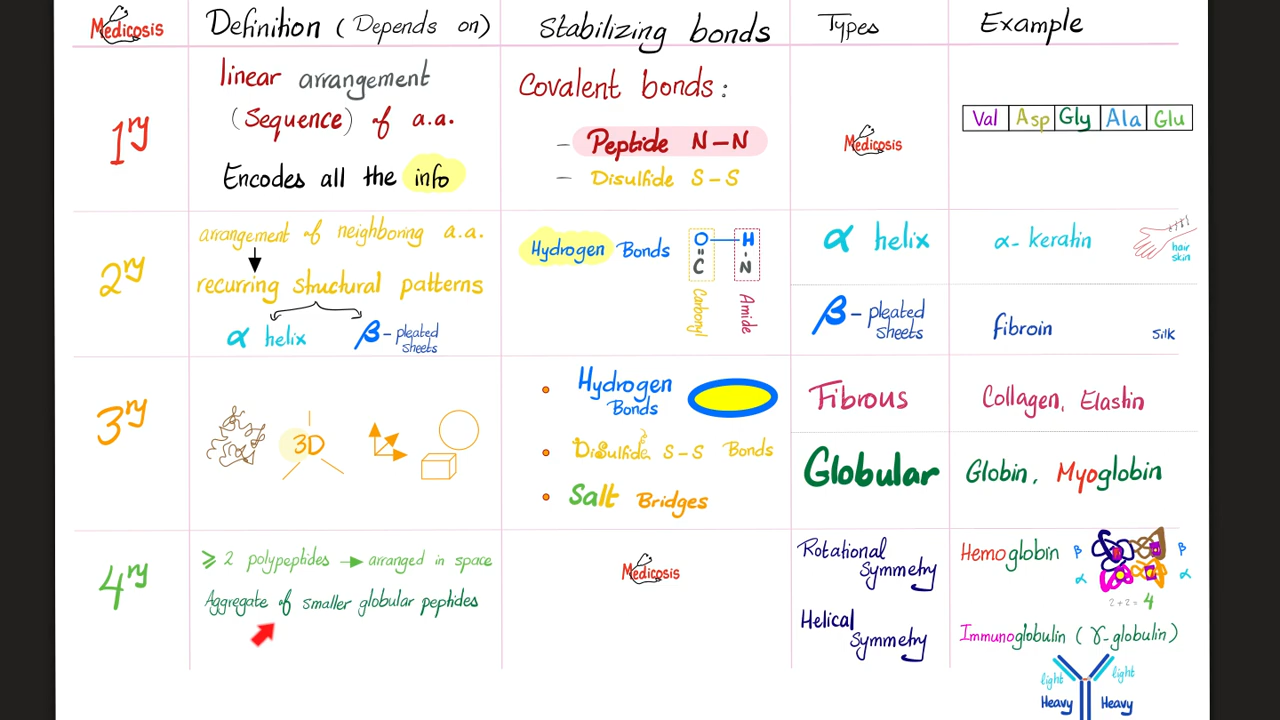 Medicosis
Definition ( Depends on)
Stabilizing bonds
Types
Example
1ry
linear arrangement
(Sequence) of a.a.
Encodes all the info
Covalent bonds :
– Peptide N – N
– Disulfide S – S
Medicosis
Val Asp Gly Ala Glu
2ry
arrangement of neighboring a.a.
recurring structural patterns
α helix
β - pleated
sheets
Hydrogen Bonds
O H
C N
Carbonyl
Amide
α helix
α- keratin
hair
skin
β - pleated
sheets
fibroin
silk
3ry
3D
• Hydrogen
Bonds
• Disulfide S – S Bonds
• Salt Bridges
Fibrous
Collagen, Elastin
Globular
Globin, Myoglobin
4ry
⩾ 2 polypeptides → arranged in space
Aggregate of smaller globular peptides
Medicosis
Rotational
Symmetry
Hemoglobin
β β
α α
2 + 2 = 4
Helical
Symmetry
Immunoglobulin ( γ-globulin)
light light
Heavy Heavy